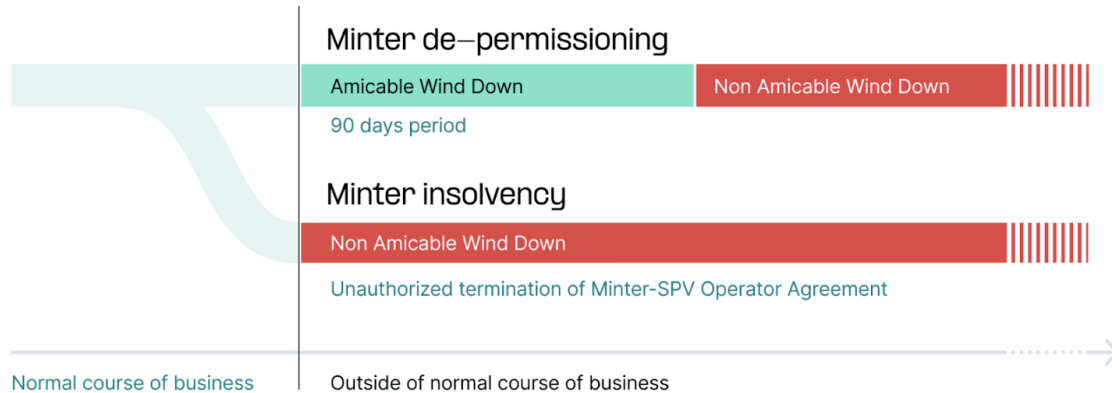 Minter de–permissioning
Amicable Wind Down
Non Amicable Wind Down
90 days period
Minter insolvency
Non Amicable Wind Down
Unauthorized termination of Minter-SPV Operator Agreement
Normal course of business
Outside of normal course of business